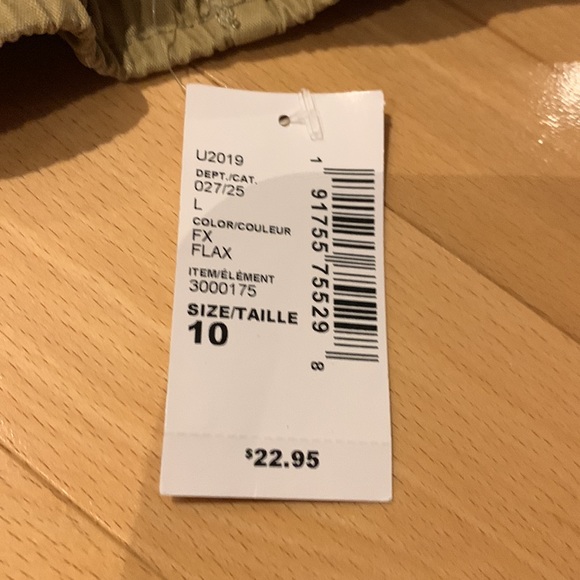 U2019
DEPT./CAT.
027/25
L
COLOR/COULEUR
FX
FLAX
ITEM/ÉLÉMENT
3000175
SIZE/TAILLE
10
1 91755 75529 8
$22.95